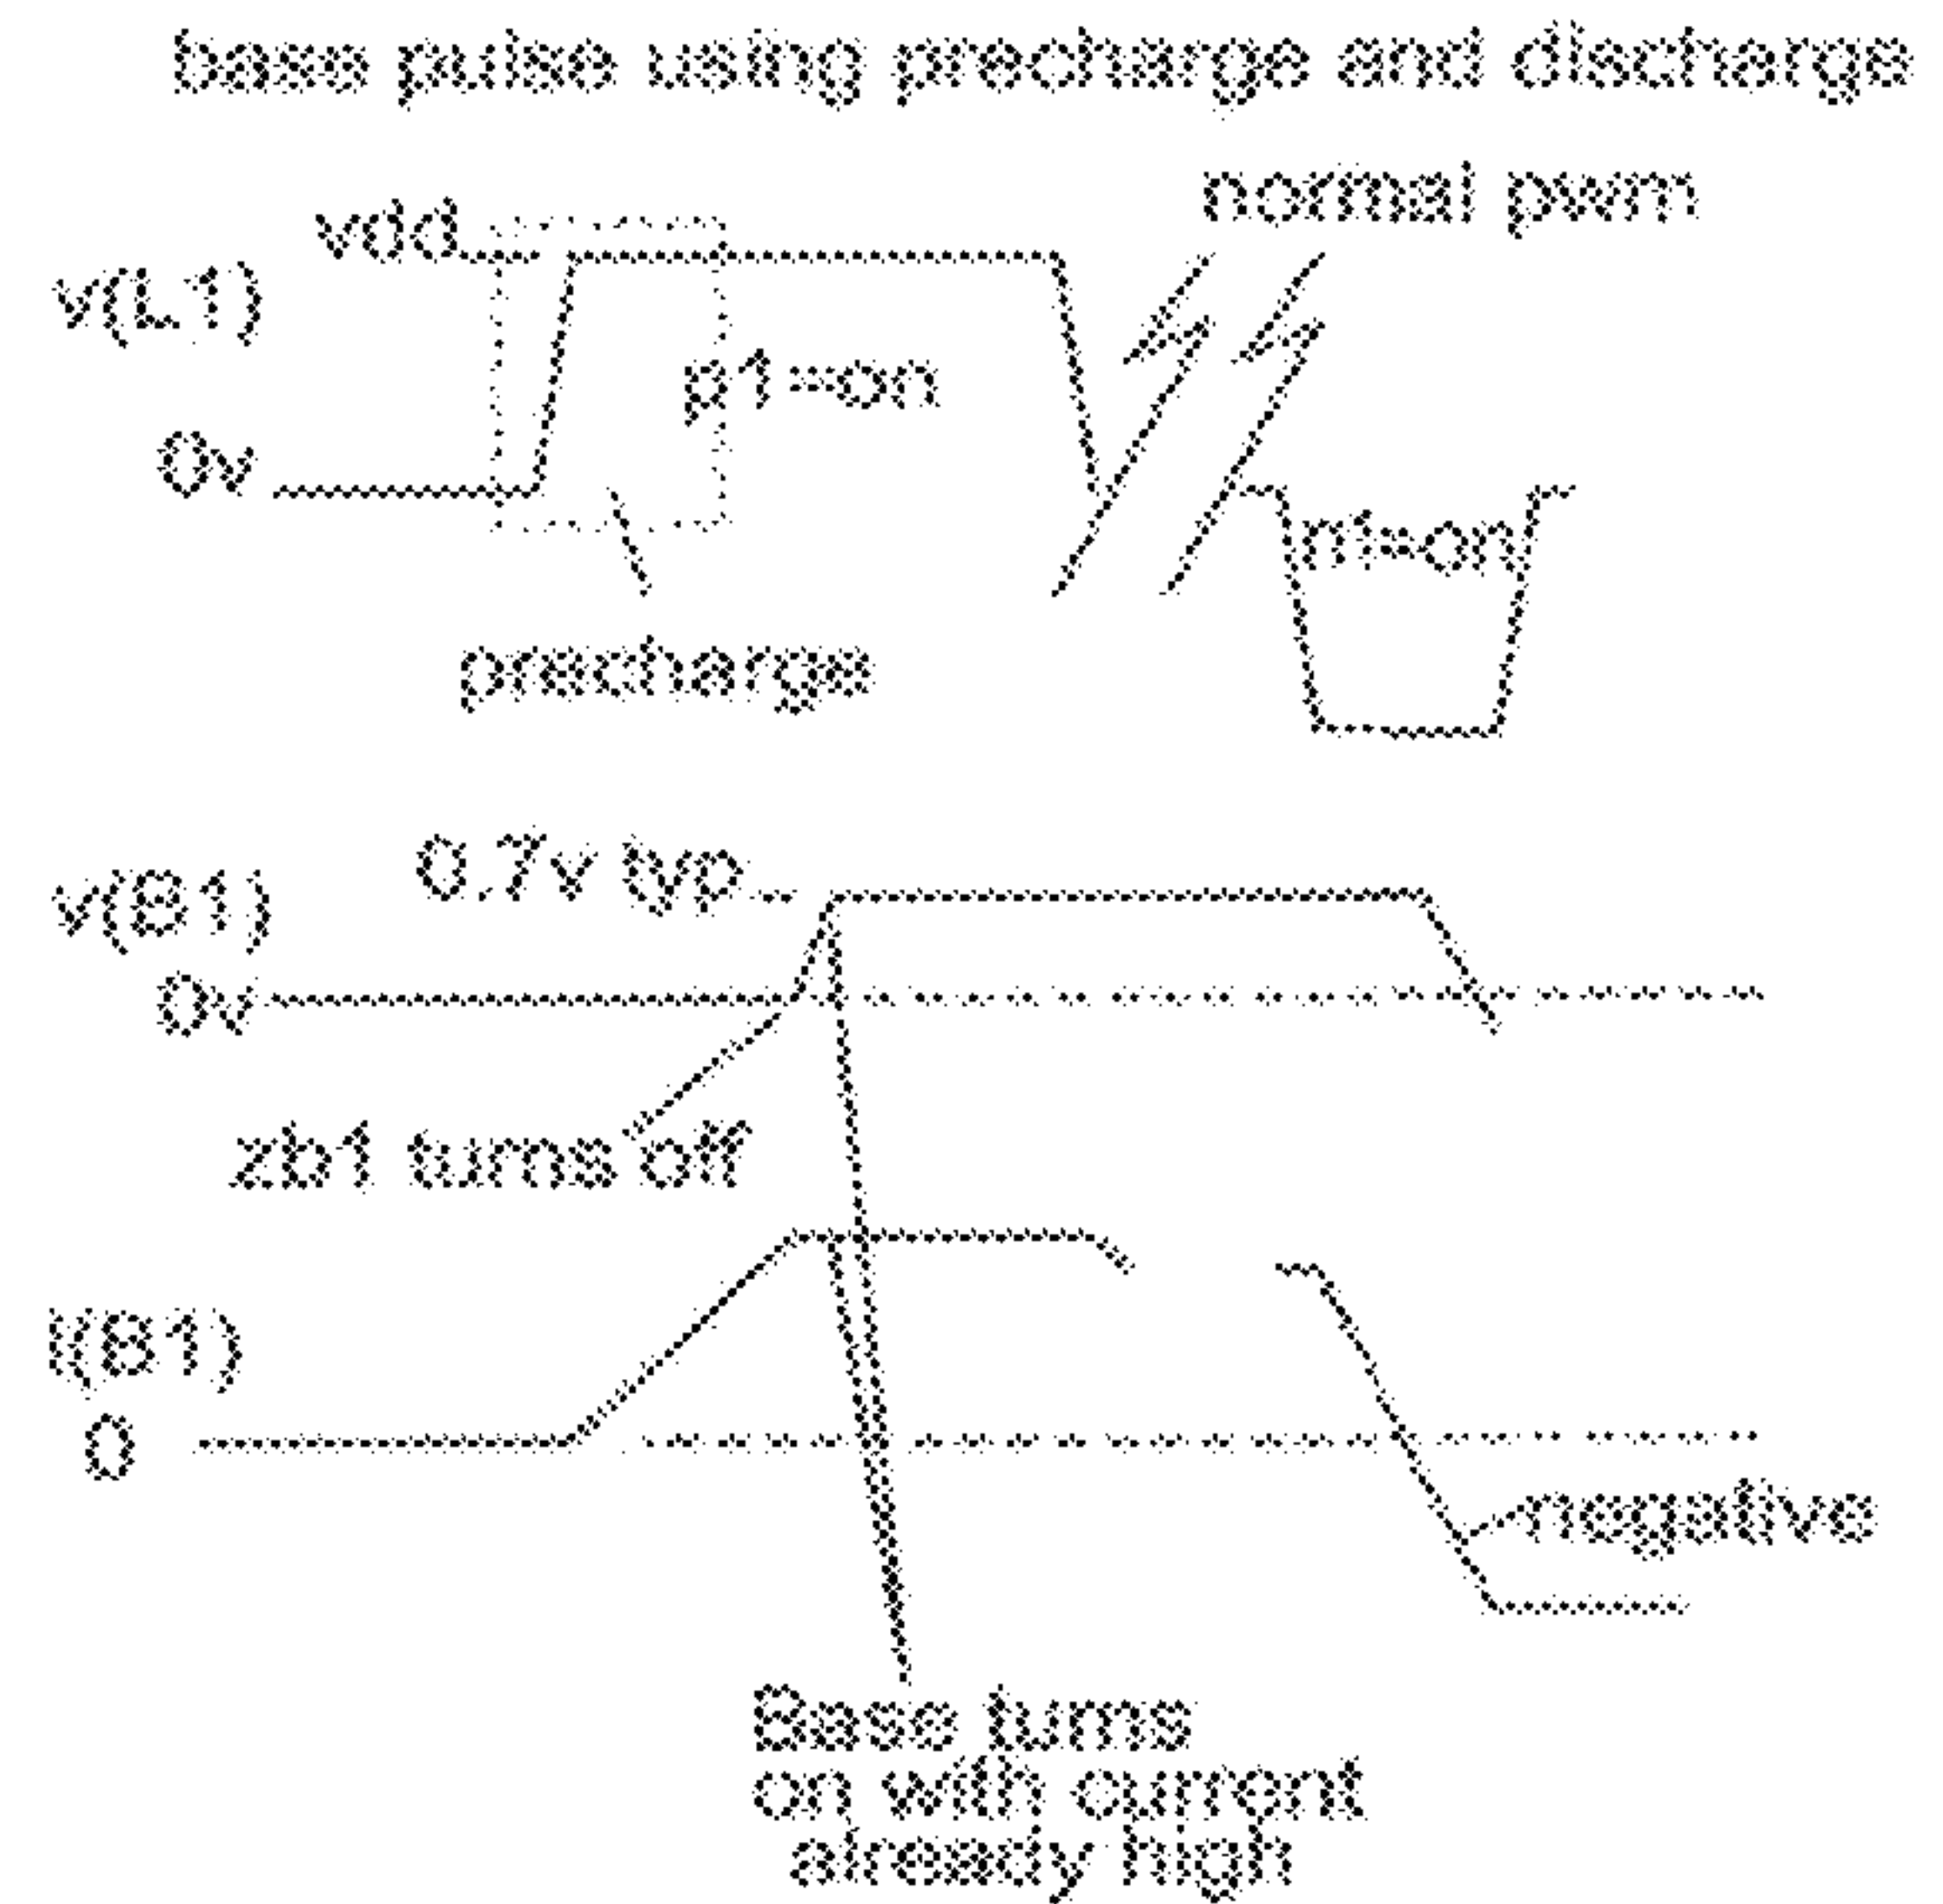 base pulse using precharge and discharge
normal pwm
vdd
v(L1)
p1=on
0v
n1=on
precharge
0.7v typ
v(B1)
0v
zb1 turns off
i(B1)
0
negative
Base turns
on with current
already high